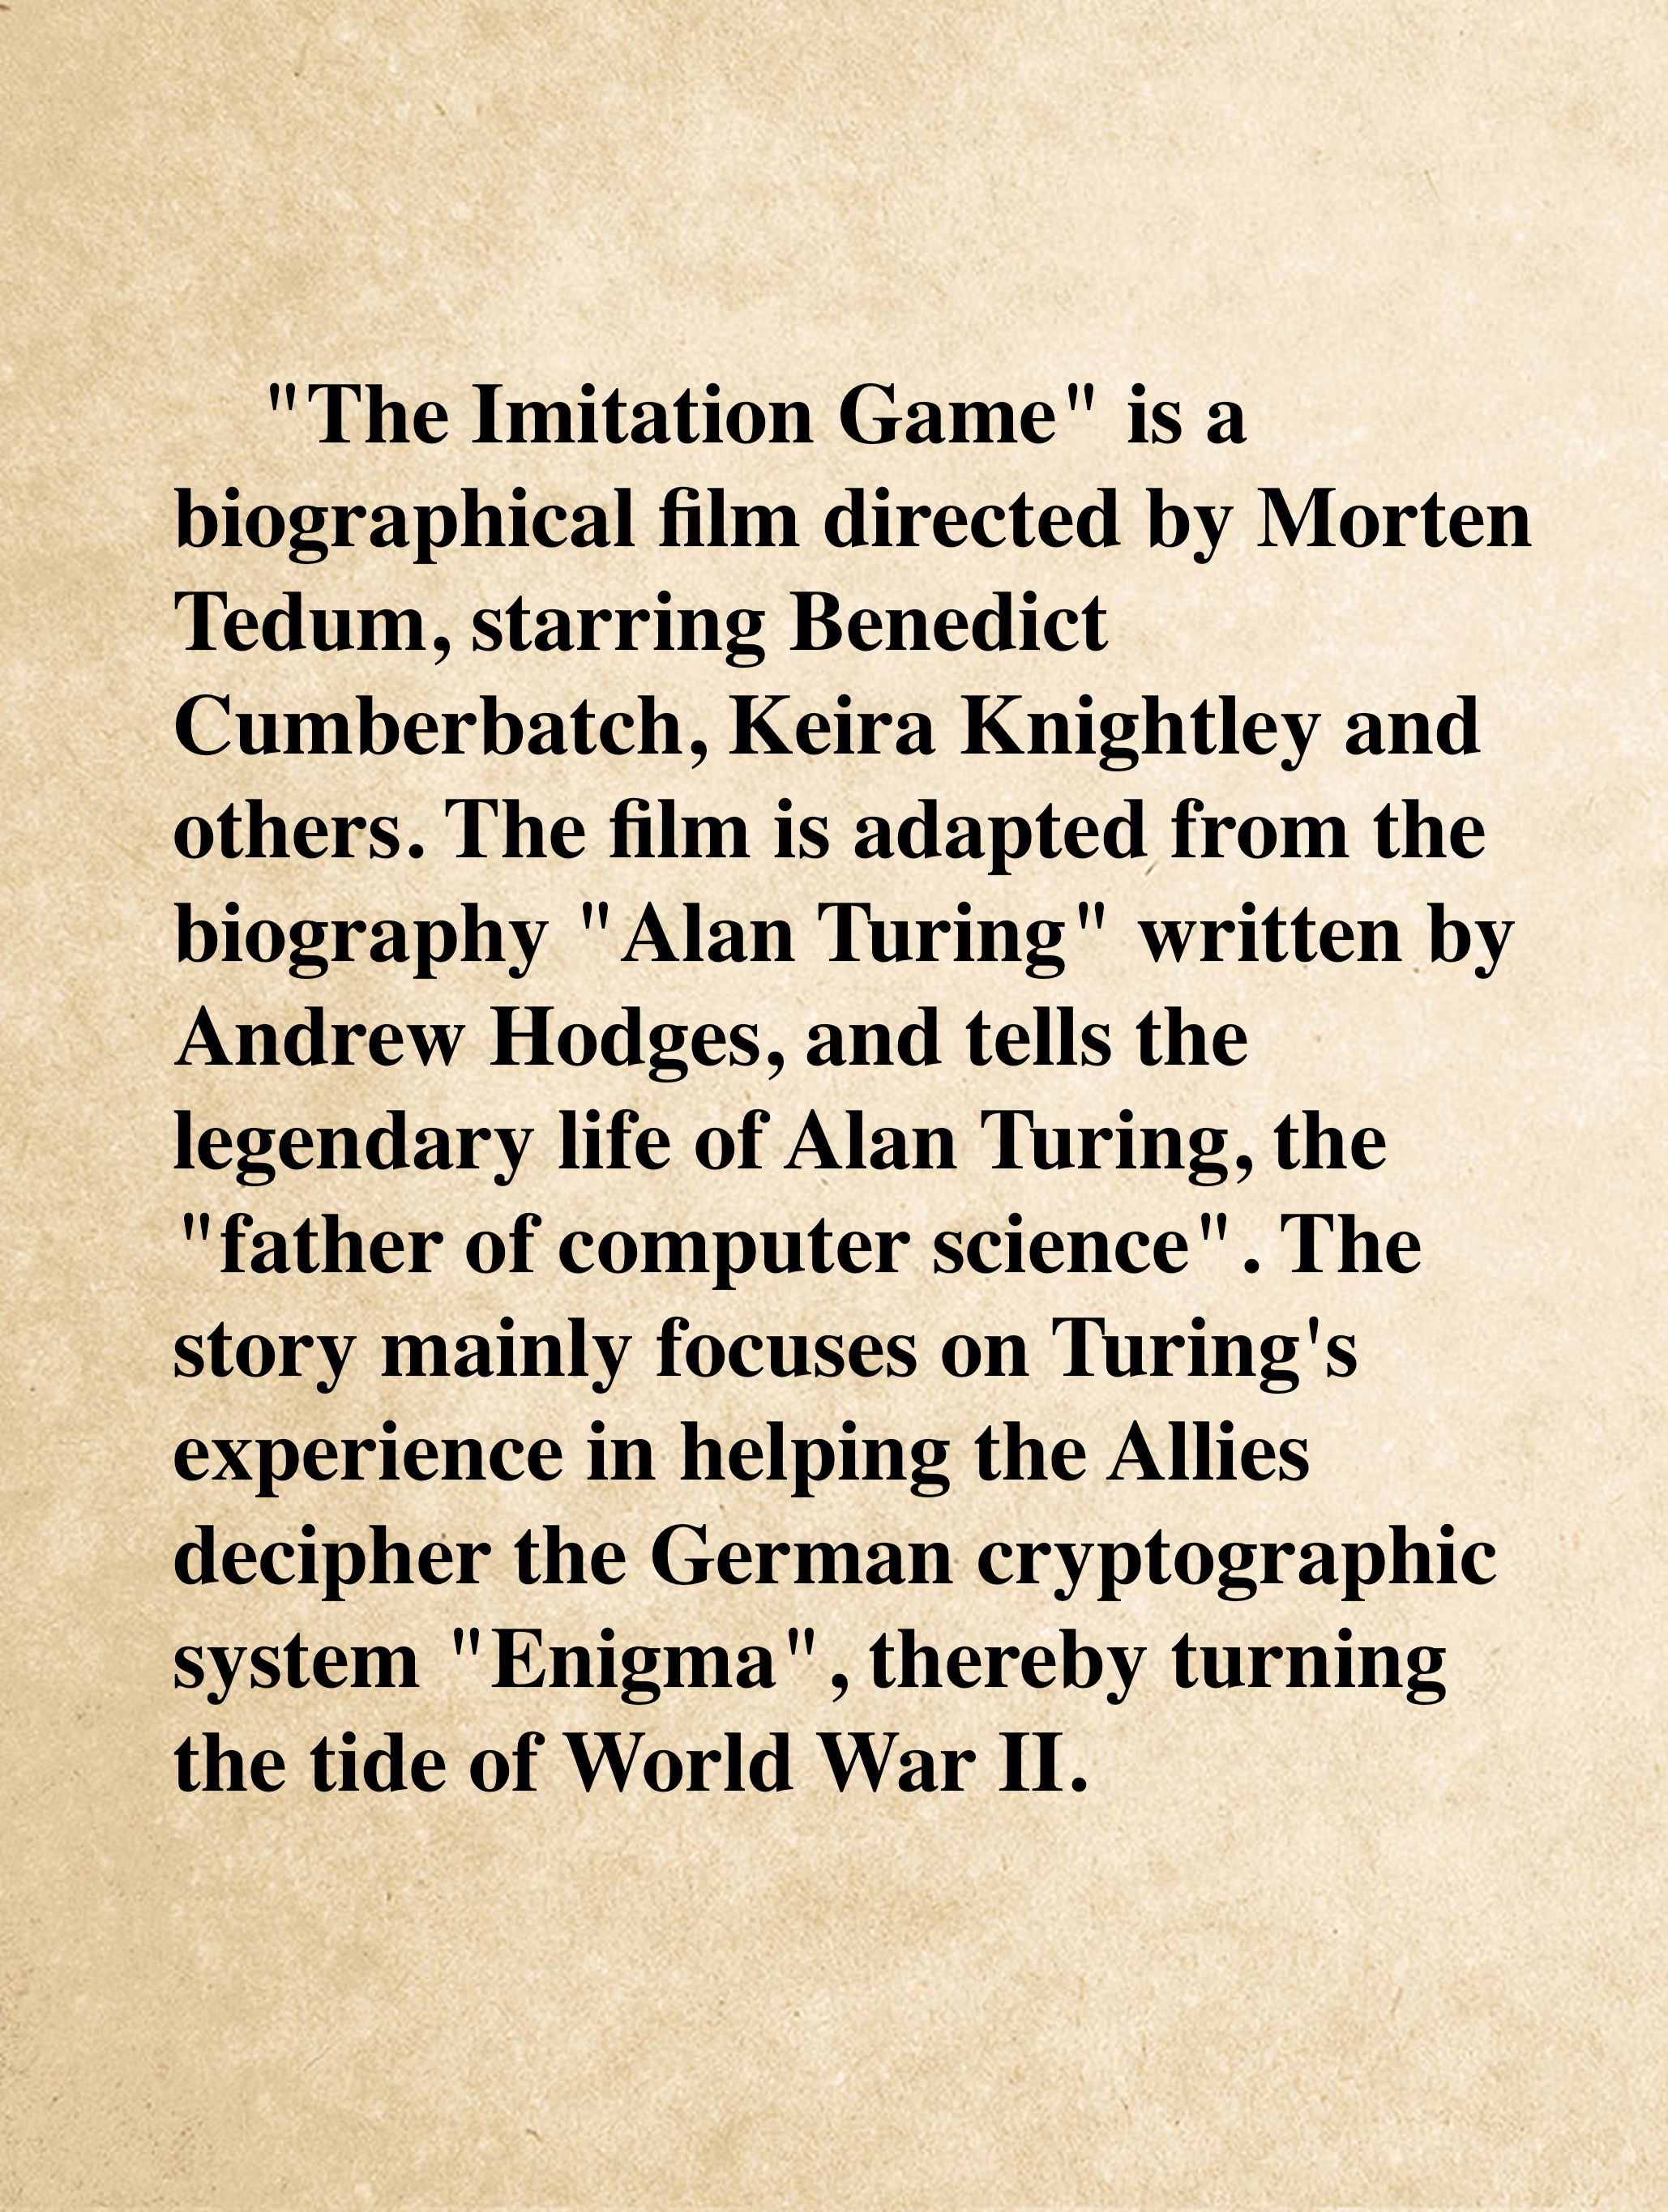 "The Imitation Game" is a
biographical film directed by Morten
Tedum, starring Benedict
Cumberbatch, Keira Knightley and
others. The film is adapted from the
biography "Alan Turing" written by
Andrew Hodges, and tells the
legendary life of Alan Turing, the
"father of computer science". The
story mainly focuses on Turing's
experience in helping the Allies
decipher the German cryptographic
system "Enigma", thereby turning
the tide of World War II.